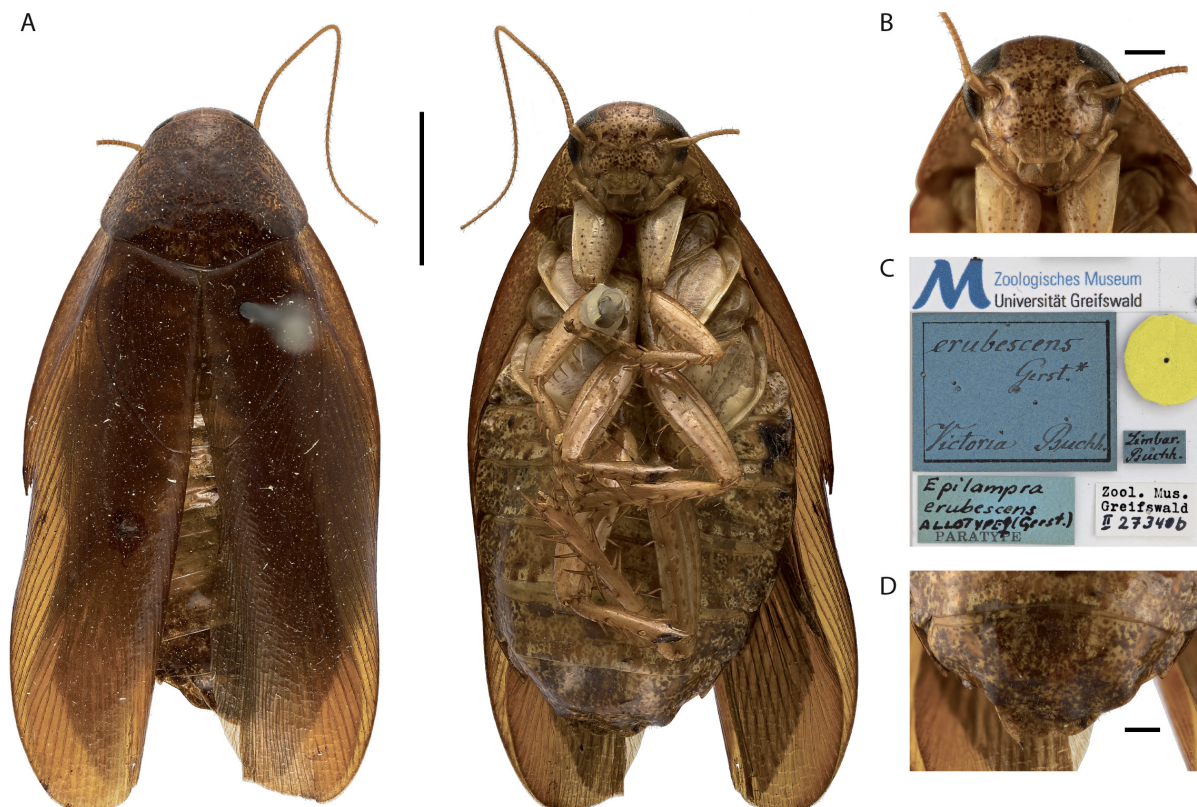 A
B
C
Zoologisches Museum
Universität Greifswald
erubescens
Gerst.*
Victoria Buchh.
Zimbar.
Buchh.
Epilampra
erubescens
ALLOTYPE (Gerst.)
PARATYPE
Zool. Mus.
Greifswald
II 27340b
D